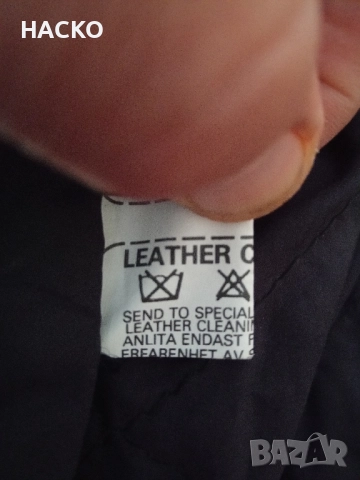 HACKO
LEATHER C
SEND TO SPECIAL
LEATHER CLEANIN
ANLITA ENDAST F
ERFARENHET AV S
BAZAR